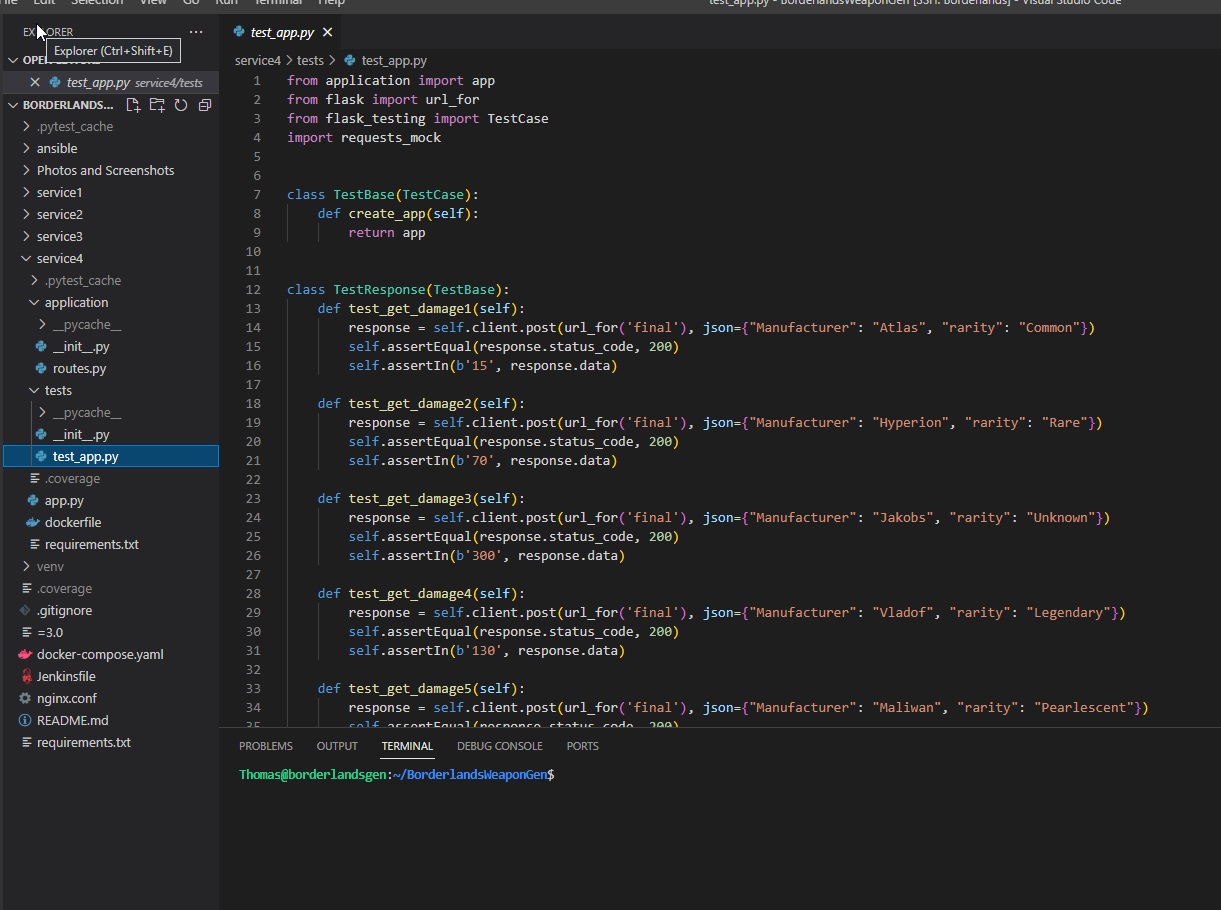 File Edit Selection View Go Run Terminal Help
test_app.py - BorderlandsWeaponGen [SSH: Borderlands] - Visual Studio Code
EXPLORER ...
Explorer (Ctrl+Shift+E)
test_app.py service4/tests
BORDERLANDS...
.pytest_cache
ansible
Photos and Screenshots
service1
service2
service3
service4
.pytest_cache
application
__pycache__
__init__.py
routes.py
tests
__pycache__
__init__.py
test_app.py
.coverage
app.py
dockerfile
requirements.txt
venv
.coverage
.gitignore
=3.0
docker-compose.yaml
Jenkinsfile
nginx.conf
README.md
requirements.txt
test_app.py
service4 > tests > test_app.py
1 from application import app
2 from flask import url_for
3 from flask_testing import TestCase
4 import requests_mock
5
6
7 class TestBase(TestCase):
8     def create_app(self):
9         return app
10
11
12 class TestResponse(TestBase):
13     def test_get_damage1(self):
14         response = self.client.post(url_for('final'), json={"Manufacturer": "Atlas", "rarity": "Common"})
15         self.assertEqual(response.status_code, 200)
16         self.assertIn(b'15', response.data)
17
18     def test_get_damage2(self):
19         response = self.client.post(url_for('final'), json={"Manufacturer": "Hyperion", "rarity": "Rare"})
20         self.assertEqual(response.status_code, 200)
21         self.assertIn(b'70', response.data)
22
23     def test_get_damage3(self):
24         response = self.client.post(url_for('final'), json={"Manufacturer": "Jakobs", "rarity": "Unknown"})
25         self.assertEqual(response.status_code, 200)
26         self.assertIn(b'300', response.data)
27
28     def test_get_damage4(self):
29         response = self.client.post(url_for('final'), json={"Manufacturer": "Vladof", "rarity": "Legendary"})
30         self.assertEqual(response.status_code, 200)
31         self.assertIn(b'130', response.data)
32
33     def test_get_damage5(self):
34         response = self.client.post(url_for('final'), json={"Manufacturer": "Maliwan", "rarity": "Pearlescent"})
35         self.assertEqual(response.status_code, 200)
PROBLEMS OUTPUT TERMINAL DEBUG CONSOLE PORTS
Thomas@borderlandsgen:~/BorderlandsWeaponGen$